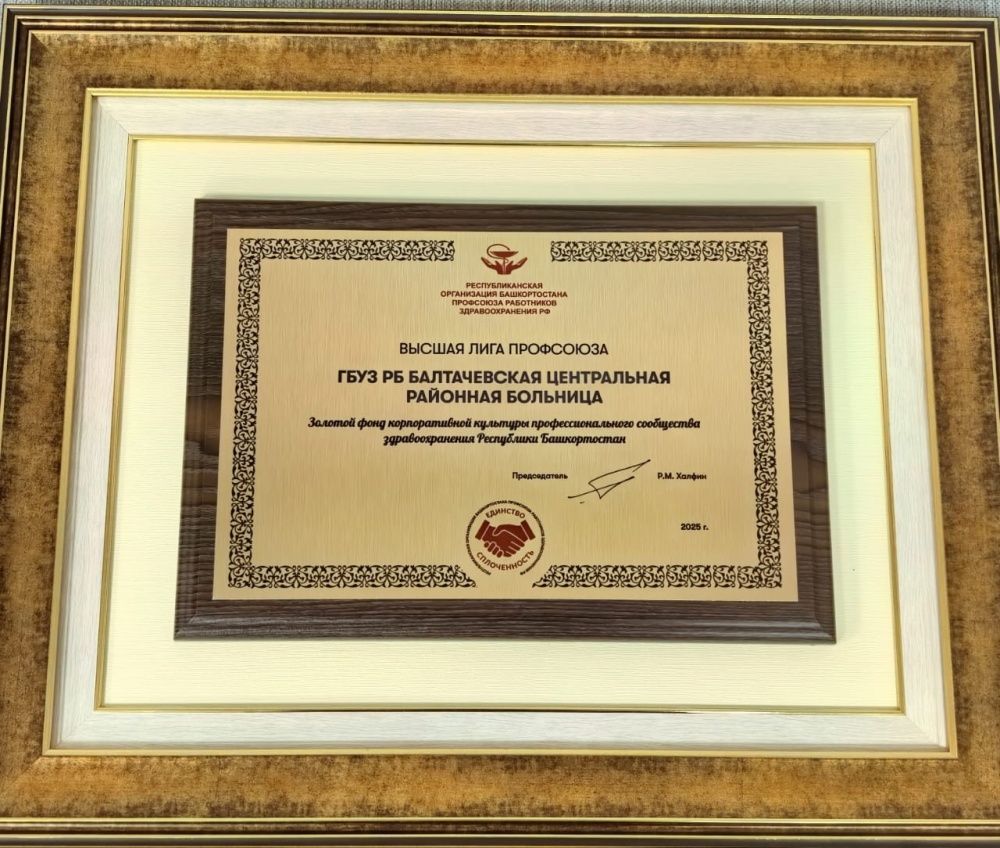 РЕСПУБЛИКАНСКАЯ
ОРГАНИЗАЦИЯ БАШКОРТОСТАНА
ПРОФСОЮЗА РАБОТНИКОВ
ЗДРАВООХРАНЕНИЯ РФ
ВЫСШАЯ ЛИГА ПРОФСОЮЗА
ГБУЗ РБ БАЛТАЧЕВСКАЯ ЦЕНТРАЛЬНАЯ
РАЙОННАЯ БОЛЬНИЦА
Золотой фонд корпоративной культуры профессионального сообщества
здравоохранения Республики Башкортостан
Председатель Р.М. Халфин
2025 г.
ЕДИНСТВО
СПЛОЧЕННОСТЬ